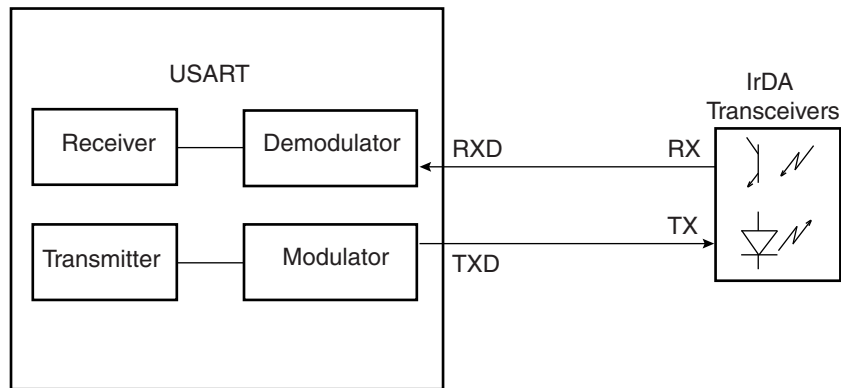 USART
IrDA
Transceivers
Receiver
Demodulator
RXD
RX
Transmitter
Modulator
TXD
TX